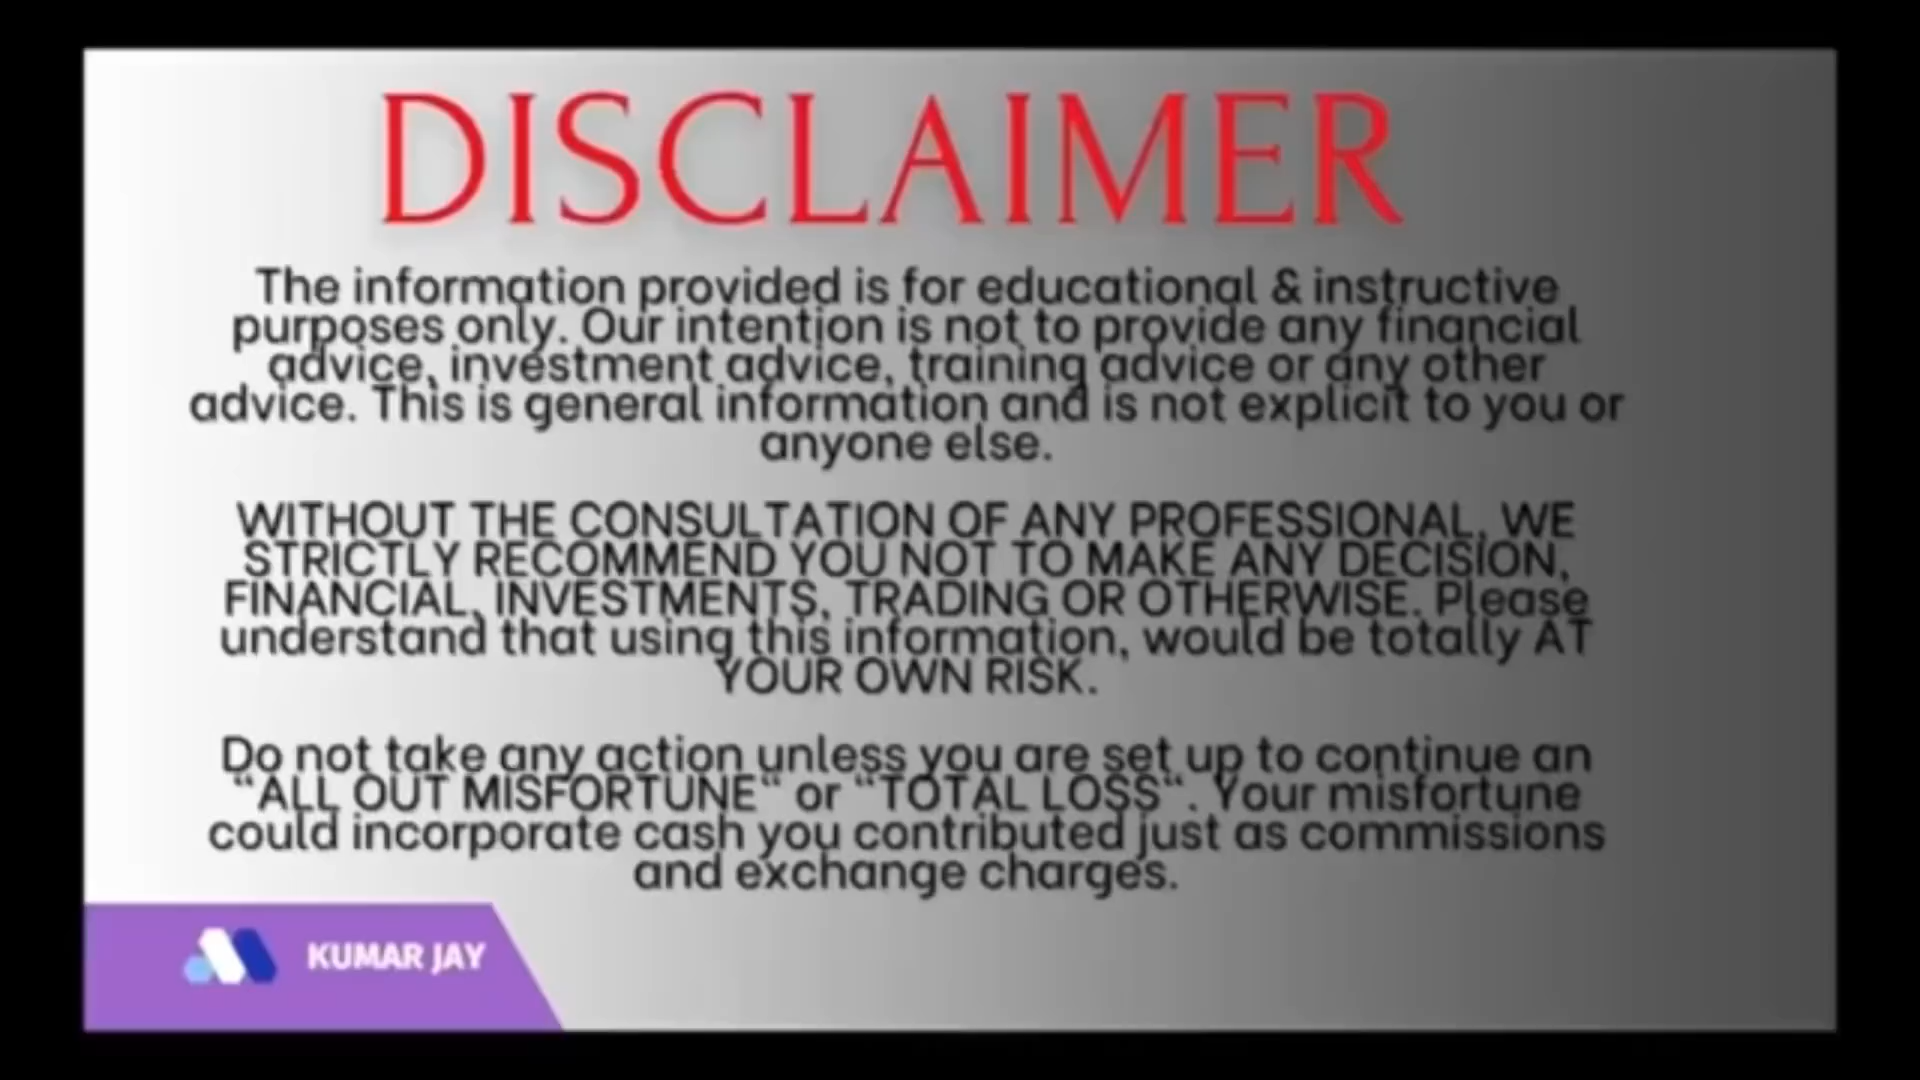 DISCLAIMER
The information provided is for educational & instructive
purposes only. Our intention is not to provide any financial
advice, investment advice, training advice or any other
advice. This is general information and is not explicit to you or
anyone else.
WITHOUT THE CONSULTATION OF ANY PROFESSIONAL, WE
STRICTLY RECOMMEND YOU NOT TO MAKE ANY DECISION,
FINANCIAL, INVESTMENTS, TRADING OR OTHERWISE. Please
understand that using this information, would be totally AT
YOUR OWN RISK.
Do not take any action unless you are set up to continue an
“ALL OUT MISFORTUNE“ or “TOTAL LOSS“. Your misfortune
could incorporate cash you contributed just as commissions
and exchange charges.
KUMAR JAY